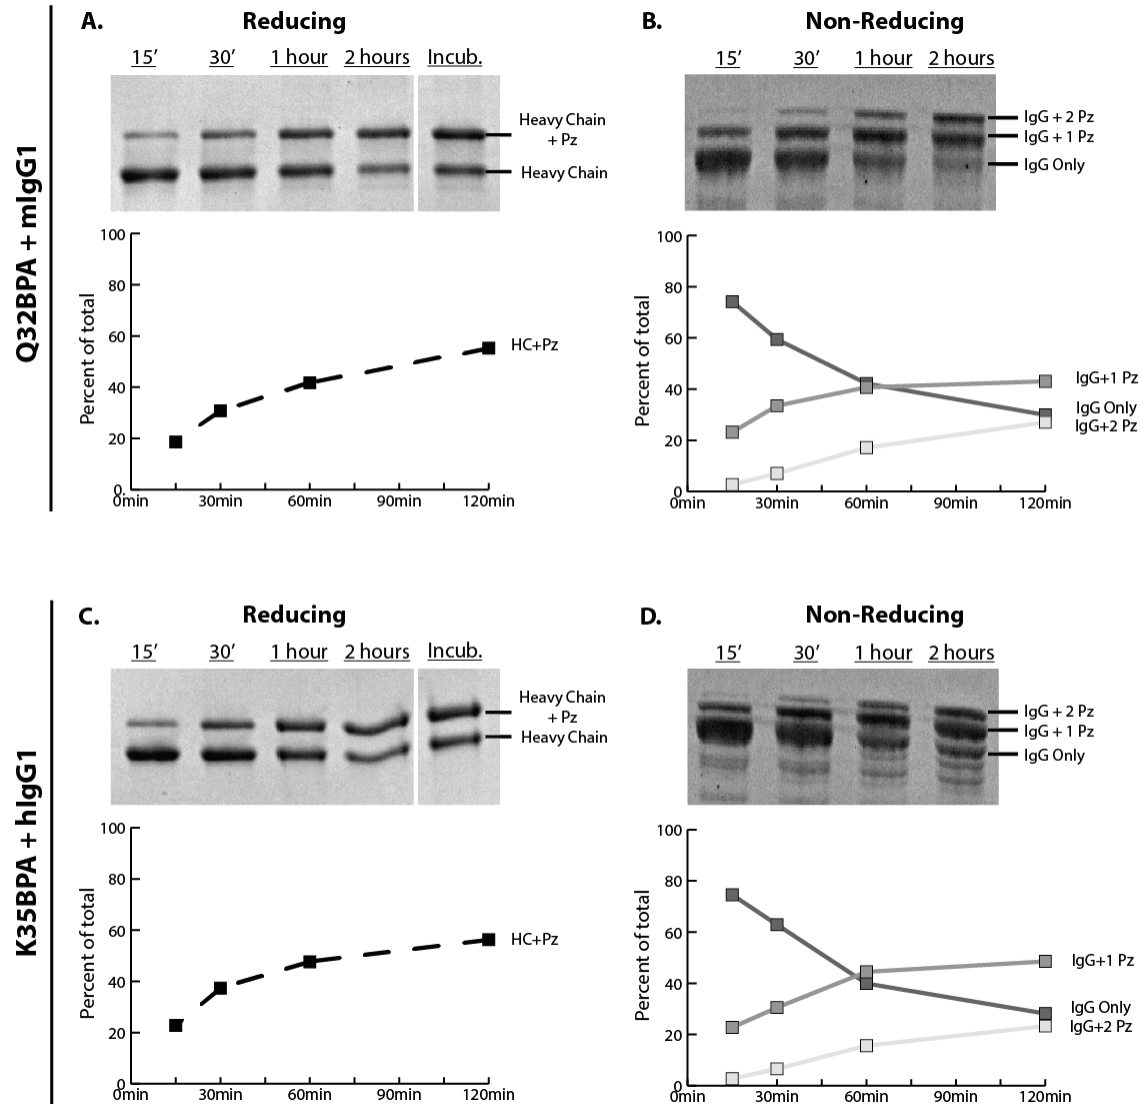 Q32BPA + mIgG1
A.
Reducing
15’ 30’ 1 hour 2 hours Incub.
Heavy Chain
+ Pz
Heavy Chain
Percent of total
100
80
60
40
20
0
0min 30min 60min 90min 120min
HC+Pz
B.
Non-Reducing
15’ 30’ 1 hour 2 hours
IgG + 2 Pz
IgG + 1 Pz
IgG Only
Percent of total
100
80
60
40
20
0
0min 30min 60min 90min 120min
IgG+1 Pz
IgG Only
IgG+2 Pz
K35BPA + hIgG1
C.
Reducing
15’ 30’ 1 hour 2 hours Incub.
Heavy Chain
+ Pz
Heavy Chain
Percent of total
100
80
60
40
20
0
0min 30min 60min 90min 120min
HC+Pz
D.
Non-Reducing
15’ 30’ 1 hour 2 hours
IgG + 2 Pz
IgG + 1 Pz
IgG Only
Percent of total
100
80
60
40
20
0
0min 30min 60min 90min 120min
IgG+1 Pz
IgG Only
IgG+2 Pz